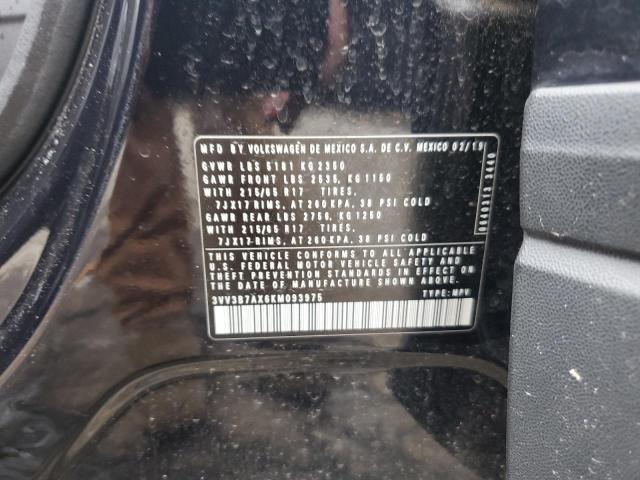 MFD BY VOLKSWAGEN DE MEXICO S.A. DE C.V. MEXICO 03/19
GVWR LBS 5181 KG 2350
GAWR FRONT LBS 2535, KG 1150
WITH 215/65 R17 TIRES,
7JX17 RIMS, AT 260 KPA, 38 PSI COLD
GAWR REAR LBS 2756, KG 1250
WITH 215/65 R17 TIRES,
7JX17 RIMS, AT 260 KPA, 38 PSI COLD
THIS VEHICLE CONFORMS TO ALL APPLICABLE
U.S. FEDERAL MOTOR VEHICLE SAFETY AND
THEFT PREVENTION STANDARDS IN EFFECT ON
THE DATE OF MANUFACTURE SHOWN ABOVE.
3VV3B7AX6KM093975 TYPE: MPV